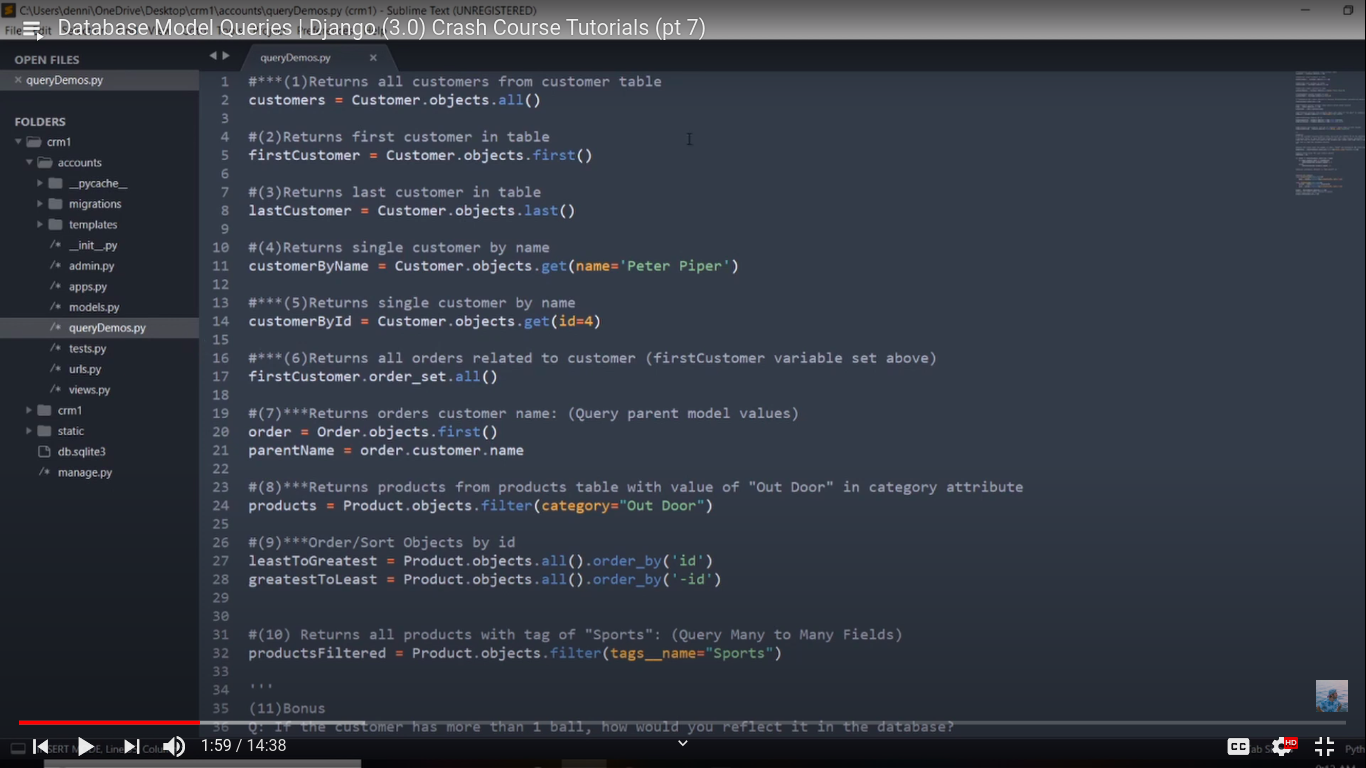 C:\Users\denni\OneDrive\Desktop\crm1\accounts\queryDemos.py (crm1) - Sublime Text (UNREGISTERED)
Database Model Queries | Django (3.0) Crash Course Tutorials (pt 7)
OPEN FILES
queryDemos.py
FOLDERS
crm1
accounts
__pycache__
migrations
templates
__init__.py
admin.py
apps.py
models.py
queryDemos.py
tests.py
urls.py
views.py
crm1
static
db.sqlite3
manage.py
queryDemos.py
1 #***(1)Returns all customers from customer table
2 customers = Customer.objects.all()
3
4 #(2)Returns first customer in table
5 firstCustomer = Customer.objects.first()
6
7 #(3)Returns last customer in table
8 lastCustomer = Customer.objects.last()
9
10 #(4)Returns single customer by name
11 customerByName = Customer.objects.get(name='Peter Piper')
12
13 #***(5)Returns single customer by name
14 customerById = Customer.objects.get(id=4)
15
16 #***(6)Returns all orders related to customer (firstCustomer variable set above)
17 firstCustomer.order_set.all()
18
19 #(7)***Returns orders customer name: (Query parent model values)
20 order = Order.objects.first()
21 parentName = order.customer.name
22
23 #(8)***Returns products from products table with value of "Out Door" in category attribute
24 products = Product.objects.filter(category="Out Door")
25
26 #(9)***Order/Sort Objects by id
27 leastToGreatest = Product.objects.all().order_by('id')
28 greatestToLeast = Product.objects.all().order_by('-id')
29
30
31 #(10) Returns all products with tag of "Sports": (Query Many to Many Fields)
32 productsFiltered = Product.objects.filter(tags__name="Sports")
33
34 '''
35 (11)Bonus
36 Q: If the customer has more than 1 ball, how would you reflect it in the database?
1:59 / 14:38
CC
HD